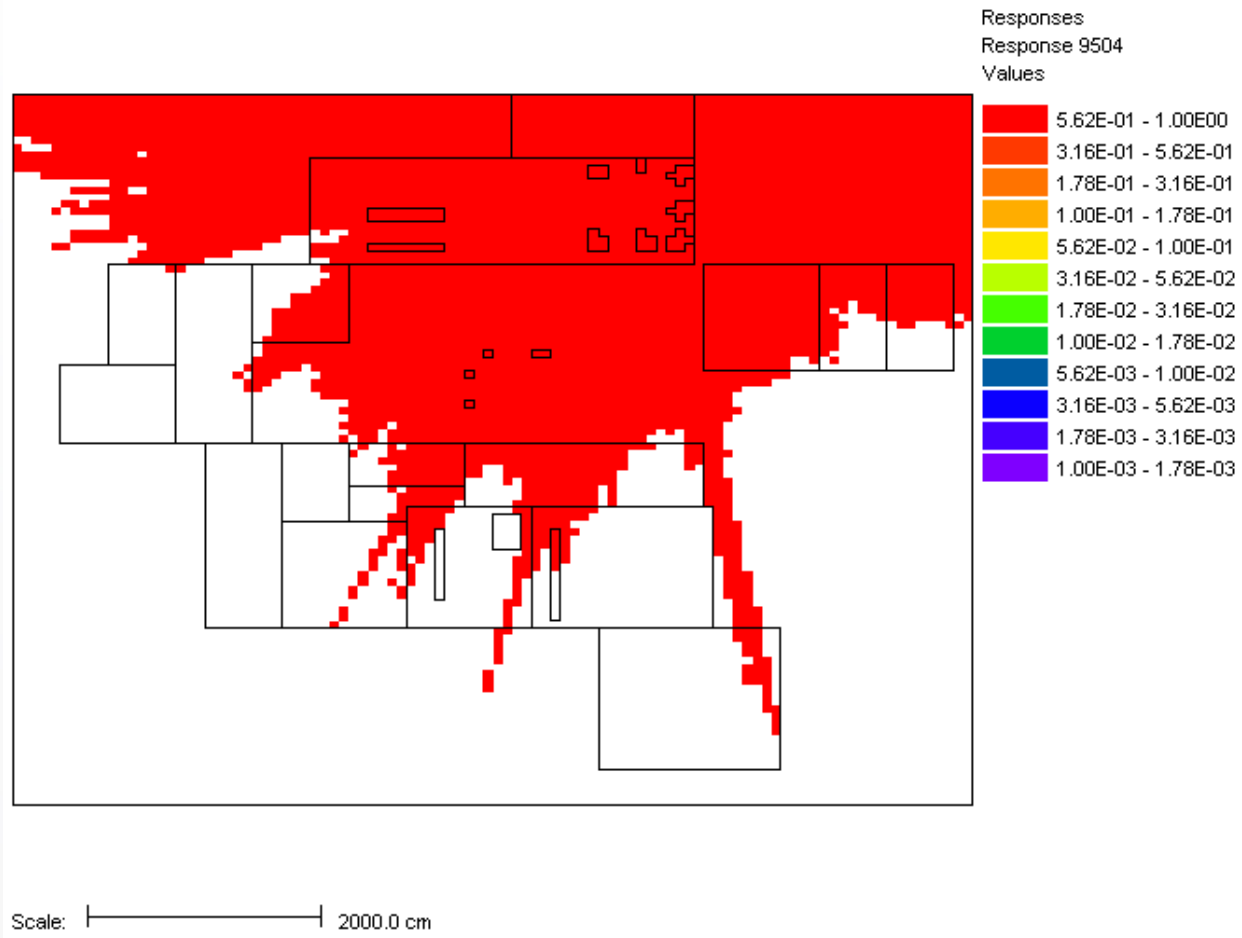 Responses
Response 9504
Values
5.62E-01 - 1.00E00
3.16E-01 - 5.62E-01
1.78E-01 - 3.16E-01
1.00E-01 - 1.78E-01
5.62E-02 - 1.00E-01
3.16E-02 - 5.62E-02
1.78E-02 - 3.16E-02
1.00E-02 - 1.78E-02
5.62E-03 - 1.00E-02
3.16E-03 - 5.62E-03
1.78E-03 - 3.16E-03
1.00E-03 - 1.78E-03
Scale: 2000.0 cm